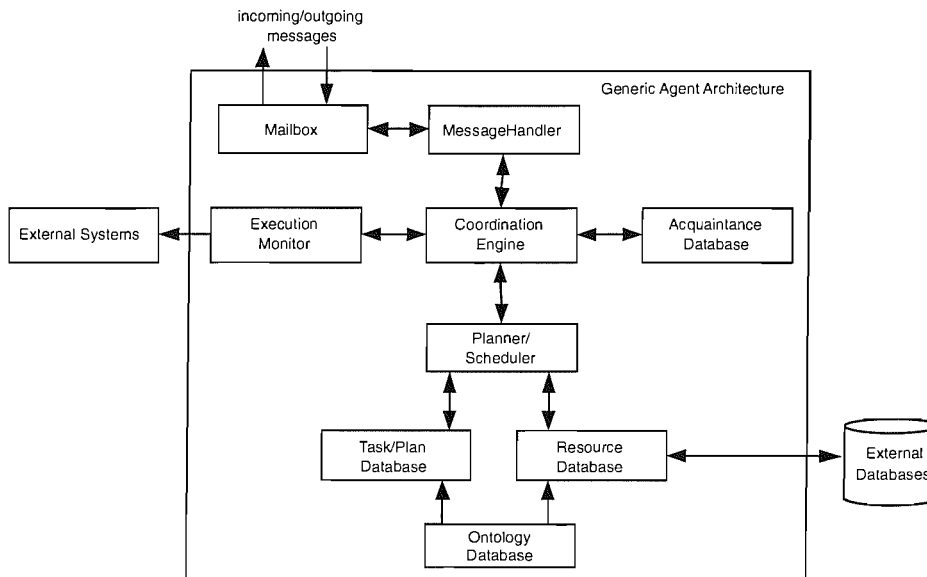 incoming/outgoing
messages
Generic Agent Architecture
Mailbox
MessageHandler
External Systems
Execution
Monitor
Coordination
Engine
Acquaintance
Database
Planner/
Scheduler
Task/Plan
Database
Resource
Database
External
Databases
Ontology
Database